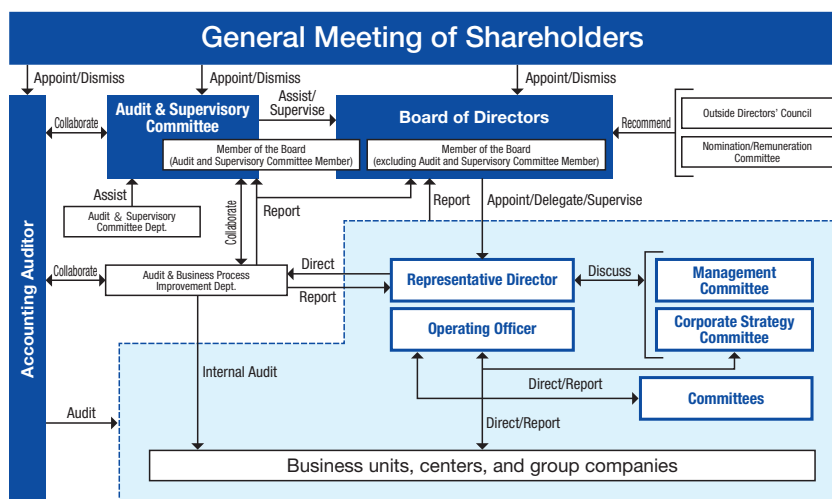 General Meeting of Shareholders
Appoint/Dismiss
Appoint/Dismiss
Appoint/Dismiss
Accounting Auditor
Collaborate
Audit & Supervisory
Committee
Assist/
Supervise
Board of Directors
Recommend
Outside Directors' Council
Nomination/Remuneration
Committee
Member of the Board
(Audit and Supervisory Committee Member)
Member of the Board
(excluding Audit and Supervisory Committee Member)
Assist
Audit & Supervisory
Committee Dept.
Collaborate
Report
Report
Appoint/Delegate/Supervise
Collaborate
Audit & Business Process
Improvement Dept.
Direct
Report
Representative Director
Discuss
Management
Committee
Operating Officer
Corporate Strategy
Committee
Internal Audit
Direct/Report
Committees
Audit
Direct/Report
Business units, centers, and group companies